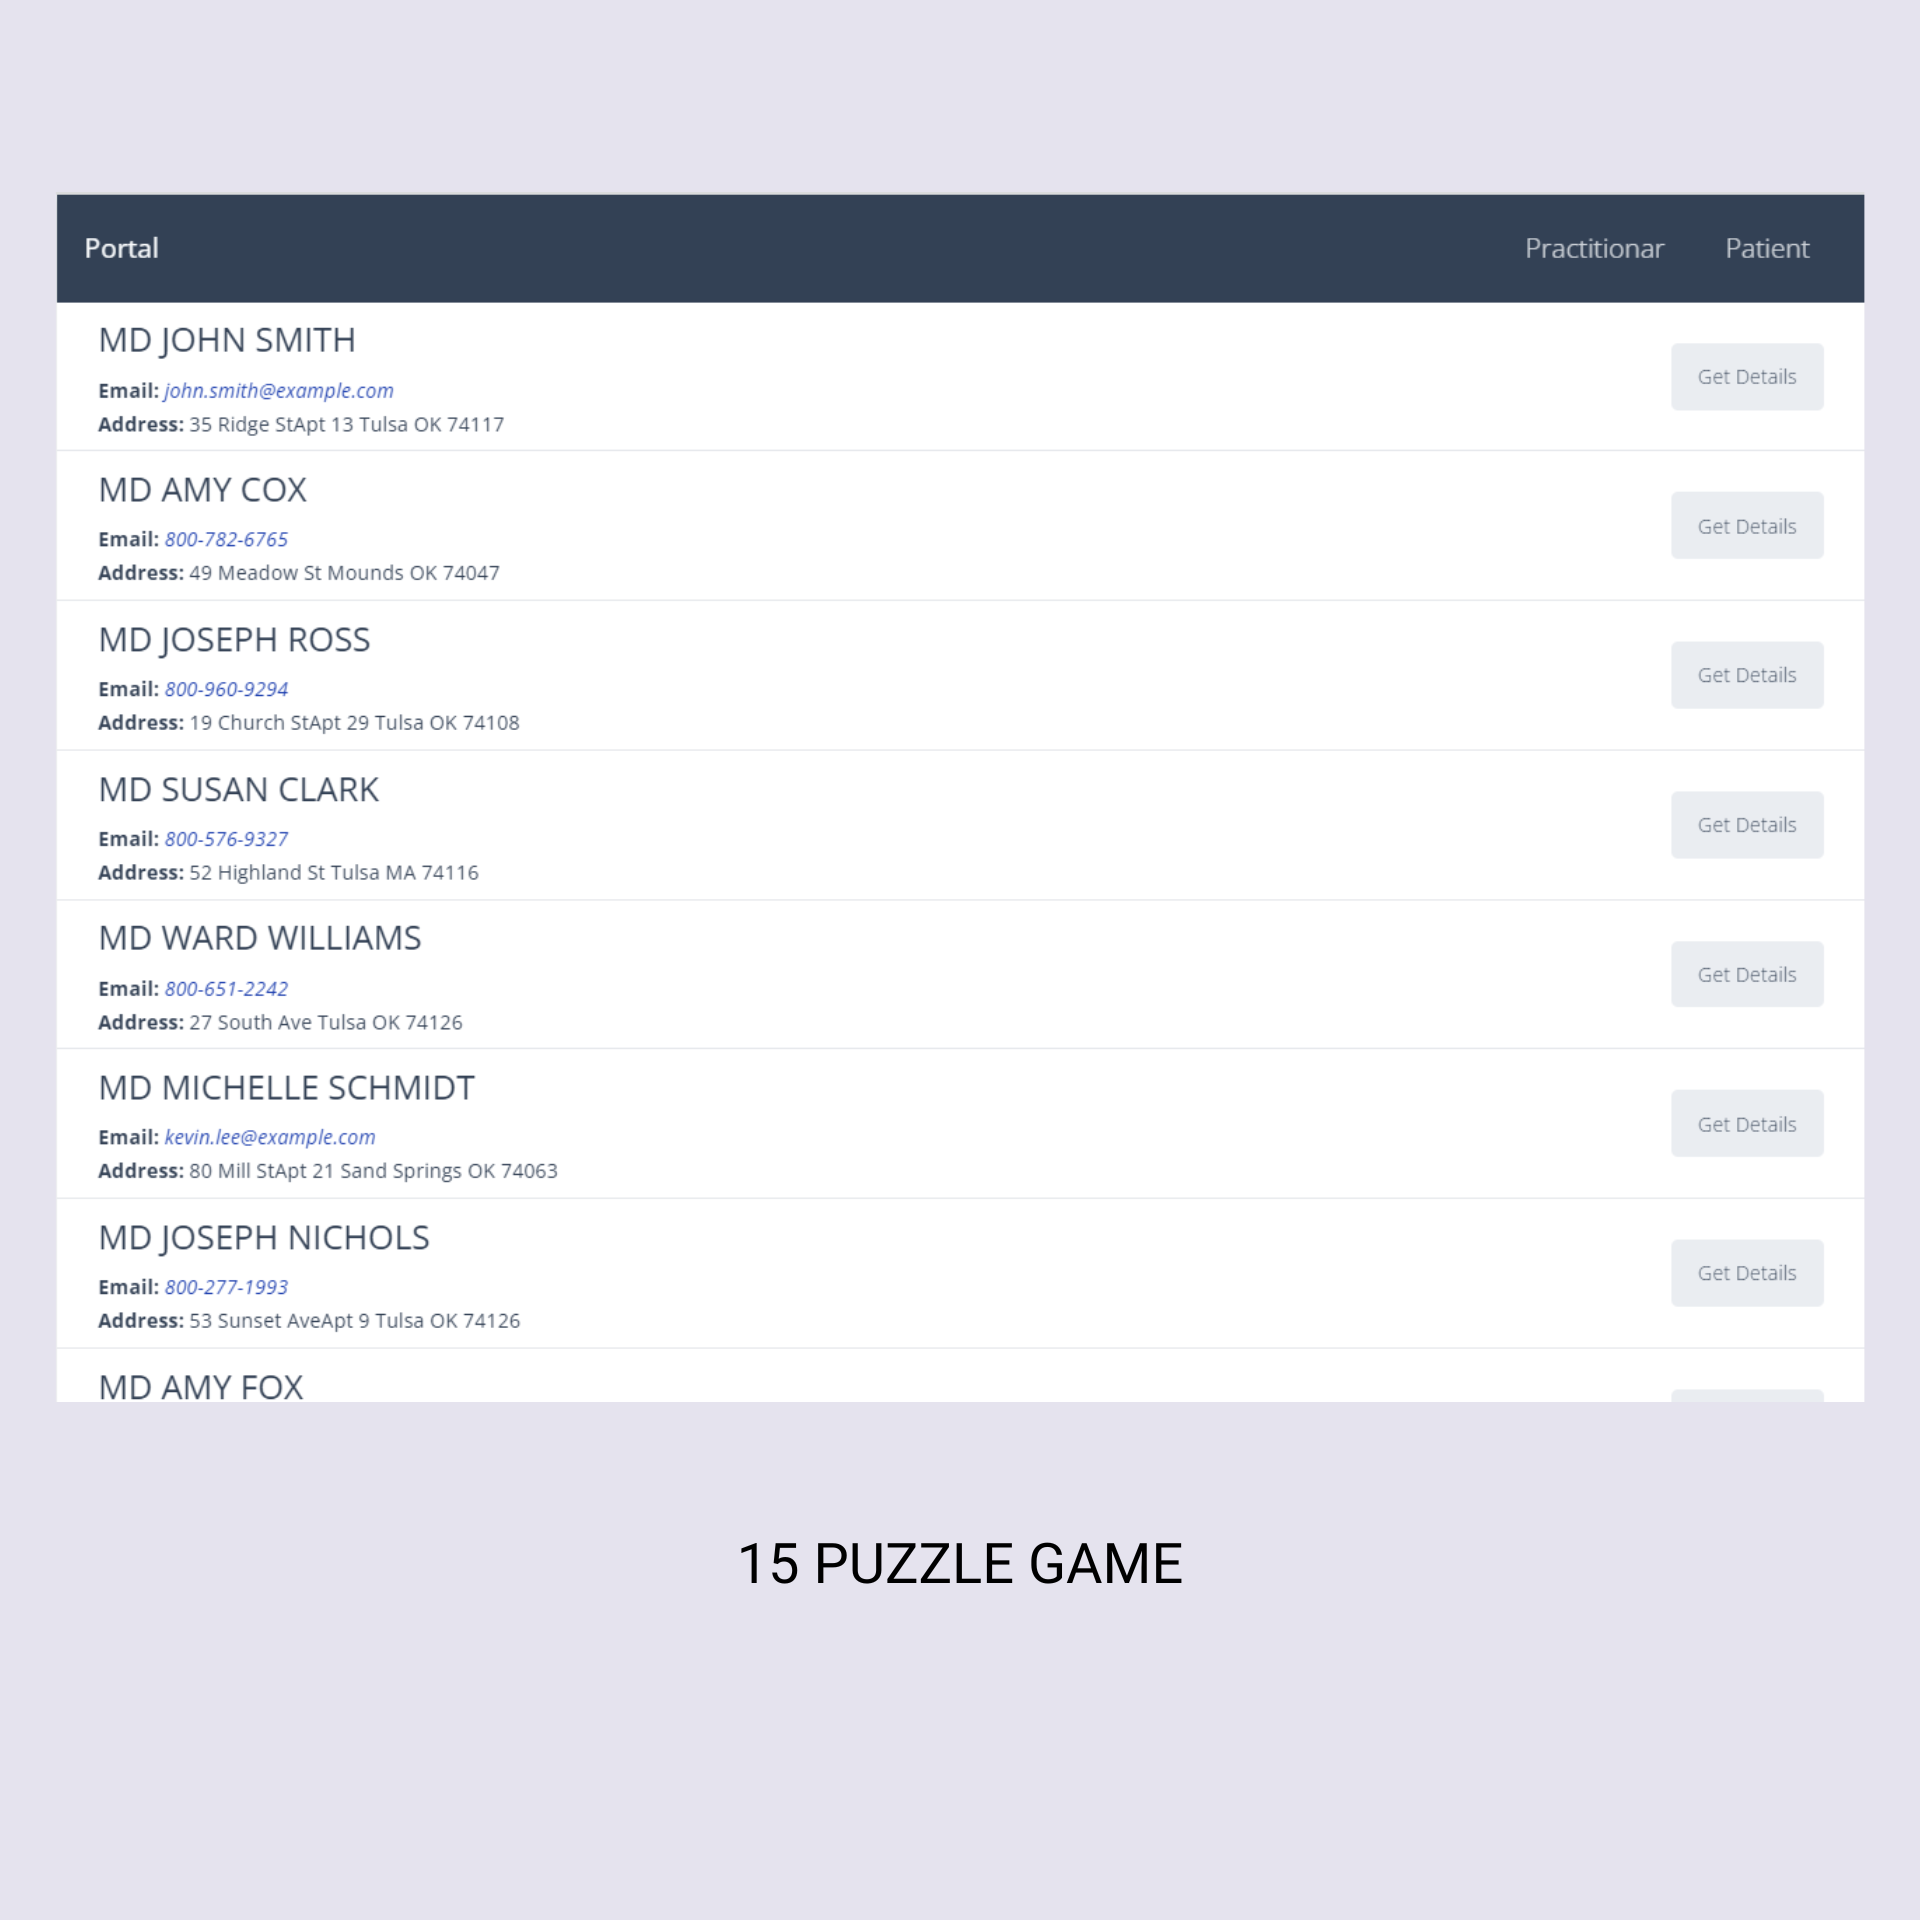 Portal Practitionar Patient
MD JOHN SMITH
Email: john.smith@example.com
Address: 35 Ridge StApt 13 Tulsa OK 74117
Get Details
MD AMY COX
Email: 800-782-6765
Address: 49 Meadow St Mounds OK 74047
Get Details
MD JOSEPH ROSS
Email: 800-960-9294
Address: 19 Church StApt 29 Tulsa OK 74108
Get Details
MD SUSAN CLARK
Email: 800-576-9327
Address: 52 Highland St Tulsa MA 74116
Get Details
MD WARD WILLIAMS
Email: 800-651-2242
Address: 27 South Ave Tulsa OK 74126
Get Details
MD MICHELLE SCHMIDT
Email: kevin.lee@example.com
Address: 80 Mill StApt 21 Sand Springs OK 74063
Get Details
MD JOSEPH NICHOLS
Email: 800-277-1993
Address: 53 Sunset AveApt 9 Tulsa OK 74126
Get Details
MD AMY FOX
15 PUZZLE GAME